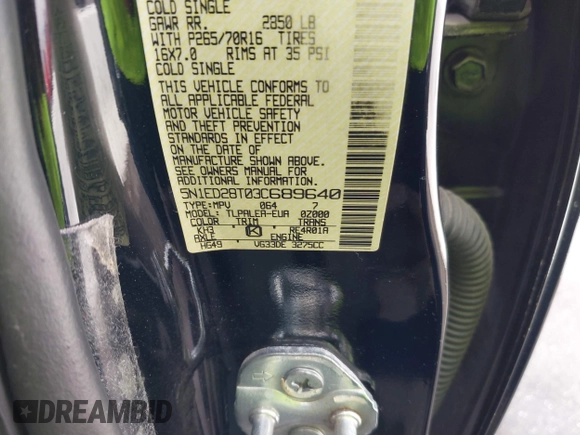 COLD SINGLE
GAWR RR. 2850 LB
WITH P265/70R16 TIRES
16X7.0 RIMS AT 35 PSI
COLD SINGLE
THIS VEHICLE CONFORMS TO
ALL APPLICABLE FEDERAL
MOTOR VEHICLE SAFETY
AND THEFT PREVENTION
STANDARDS IN EFFECT
ON THE DATE OF
MANUFACTURE SHOWN ABOVE.
SEE OWNERS MANUAL FOR
ADDITIONAL INFORMATION.
5N1ED28T03C689640
TYPE:MPV 064 7
MODEL: TLPALEA-EUA 0Z000
COLOR TRIM TRANS
KH3 K RE4R01A
AXLE ENGINE
HG49 VG33DE 3275CC
DREAMBID